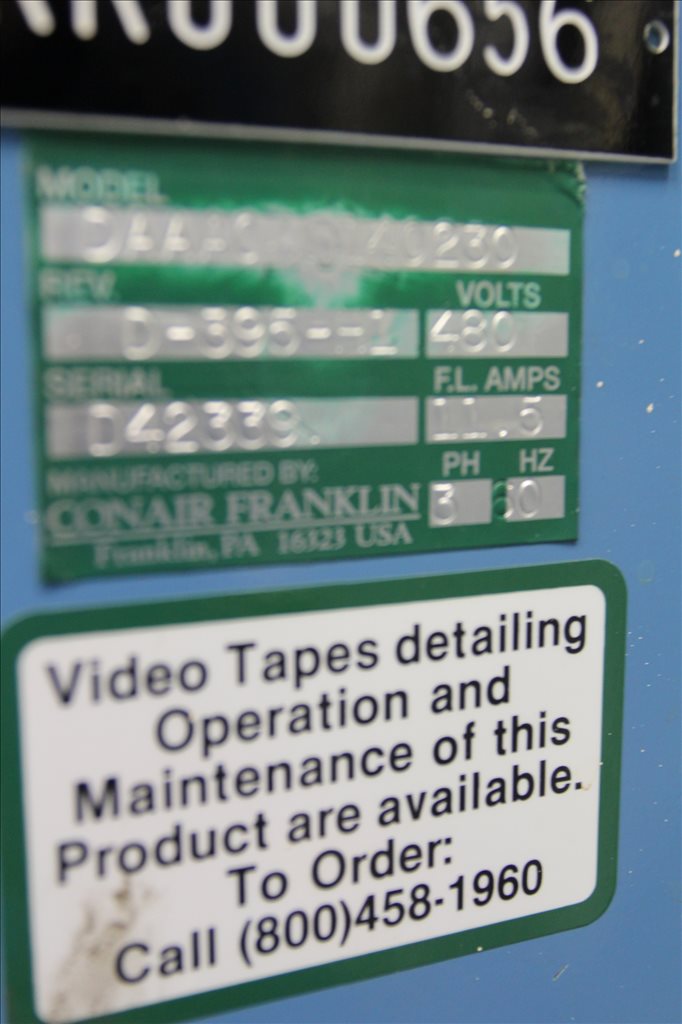 MODEL
REV.
D-395-
VOLTS
480
SERIAL
D42339
F.L. AMPS
11.5
MANUFACTURED BY:
PH HZ
3 60
CONAIR FRANKLIN
Franklin, PA 16323 USA
Video Tapes detailing
Operation and
Maintenance of this
Product are available.
To Order:
Call (800)458-1960